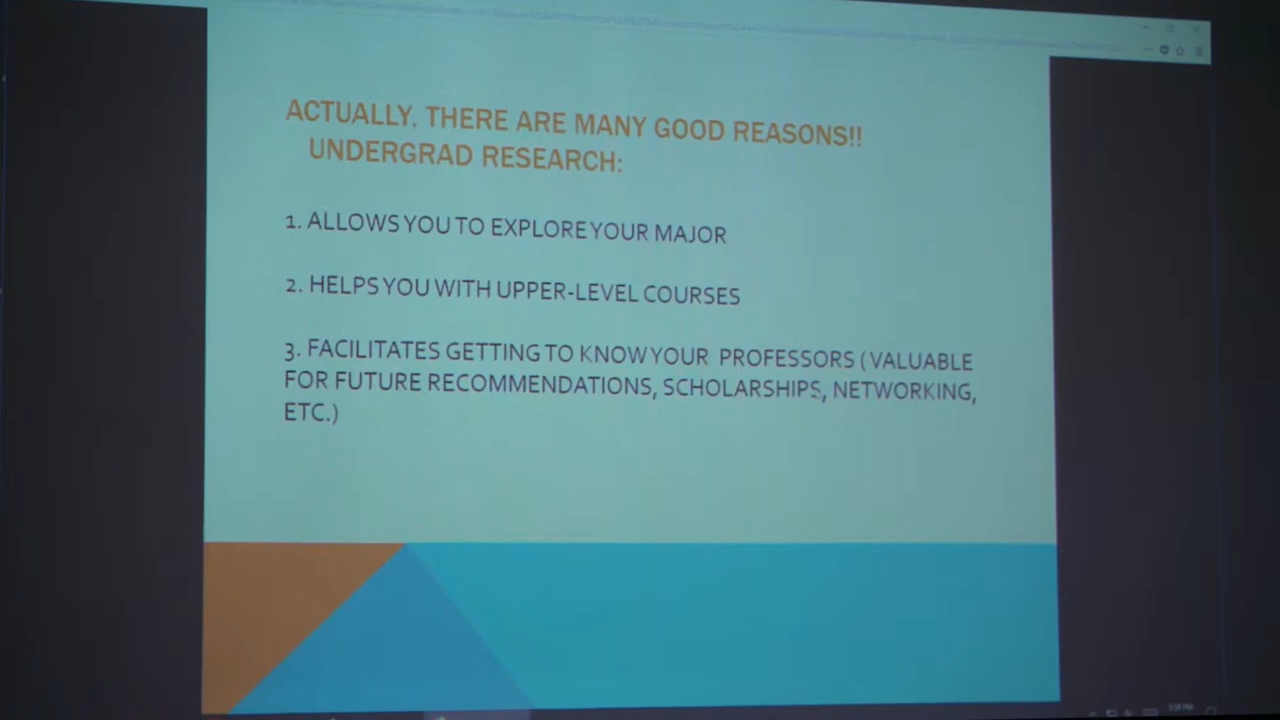 ACTUALLY, THERE ARE MANY GOOD REASONS!!
UNDERGRAD RESEARCH:
1. ALLOWS YOU TO EXPLORE YOUR MAJOR
2. HELPS YOU WITH UPPER-LEVEL COURSES
3. FACILITATES GETTING TO KNOW YOUR PROFESSORS (VALUABLE
FOR FUTURE RECOMMENDATIONS, SCHOLARSHIPS, NETWORKING,
ETC.)